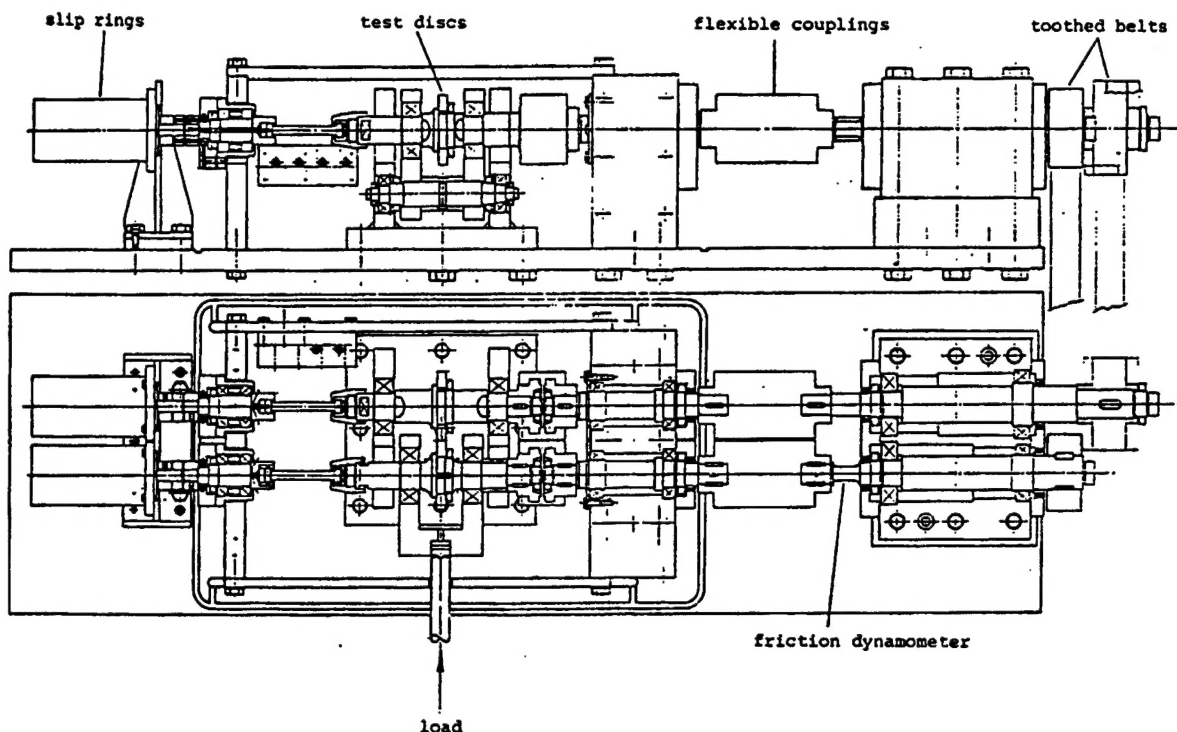 slip rings
test discs
flexible couplings
toothed belts
friction dynamometer
load